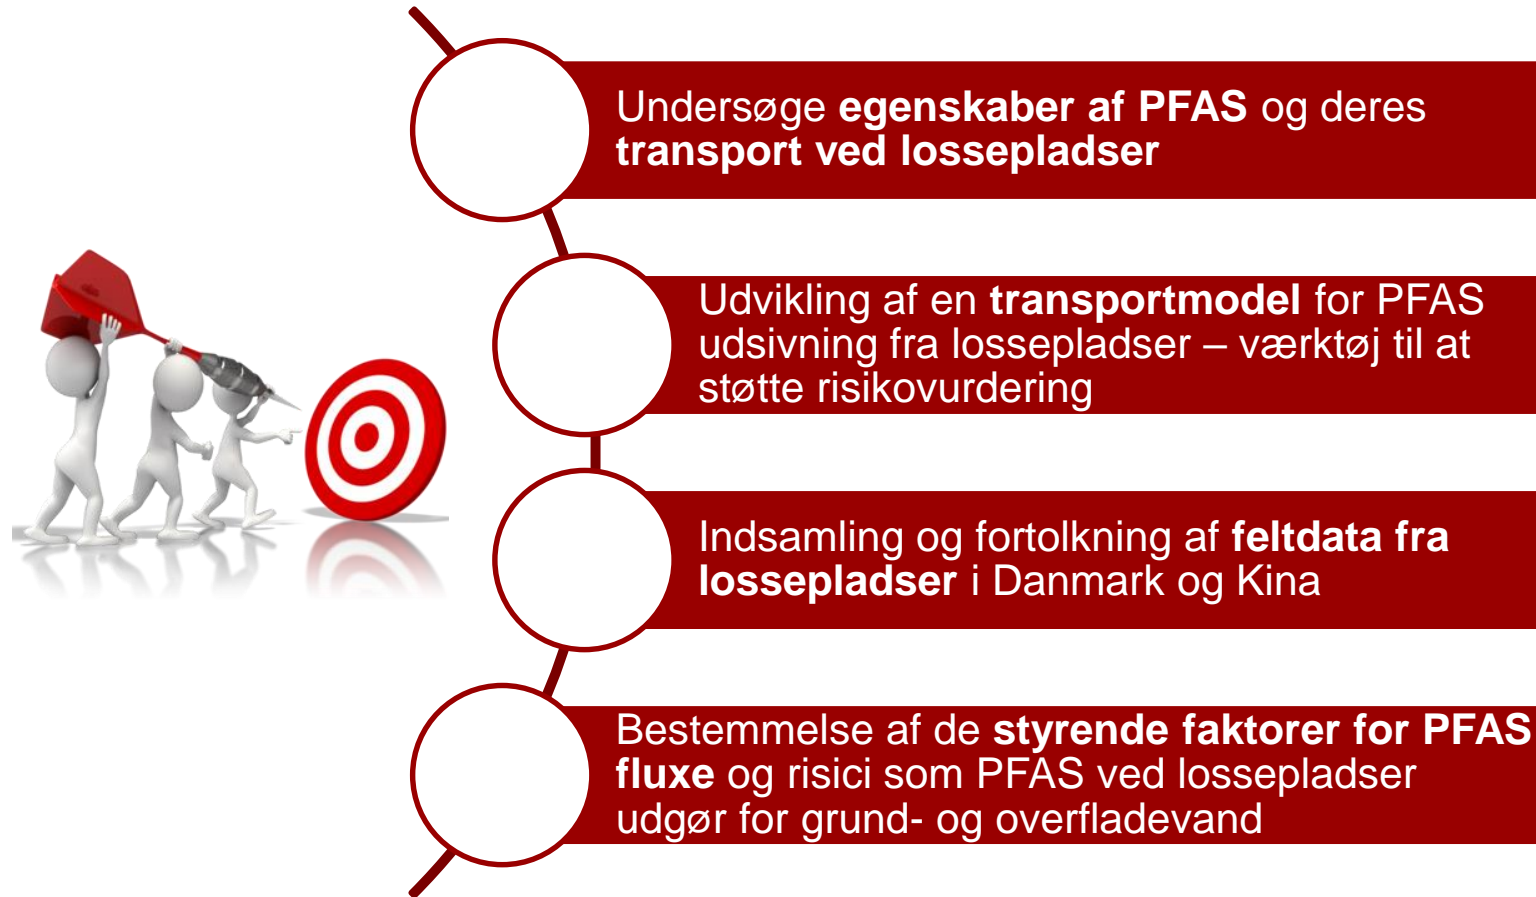 Undersøge egenskaber af PFAS og deres
transport ved lossepladser
Udvikling af en transportmodel for PFAS
udsivning fra lossepladser – værktøj til at
støtte risikovurdering
Indsamling og fortolkning af feltdata fra
lossepladser i Danmark og Kina
Bestemmelse af de styrende faktorer for PFAS
fluxe og risici som PFAS ved lossepladser
udgør for grund- og overfladevand